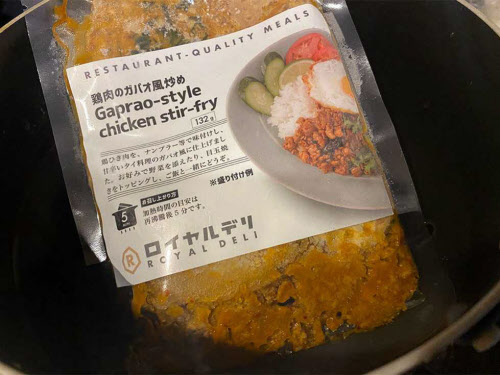 RESTAURANT-QUALITY MEALS
鶏肉のガパオ風炒め
Gaprao-style
chicken stir-fry
132g
鶏ひき肉を、ナンプラー等で味付けし、
甘辛いタイ料理のガパオ風に仕上げまし
た。お好みで野菜を添えたり、目玉焼
きをトッピングし、ご飯と一緒にどうぞ。
※盛り付け例
お召し上がり方
5
加熱時間の目安は
再沸騰後5分です。
ロイヤルデリ
ROYAL DELI